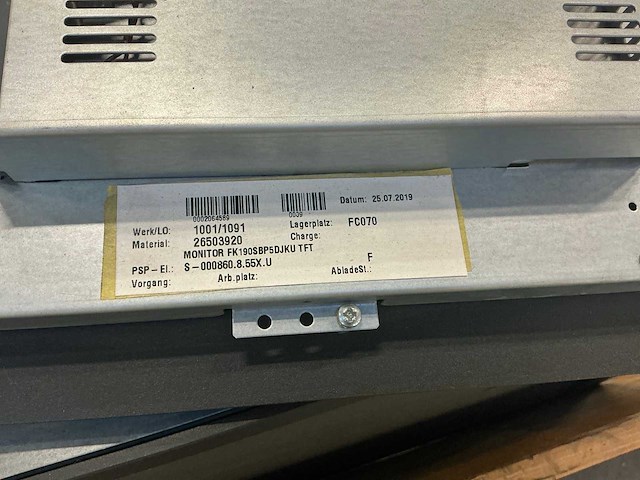 0002064589 0039 Datum: 25.07.2019
Werk/LO: 1001/1091 Lagerplatz: FC070
Material: 26503920 Charge:
MONITOR FK190SBP5DJKU TFT
PSP-El.: S-000860.8.55X.U F
Vorgang: Arb.platz: AbladeSt.: